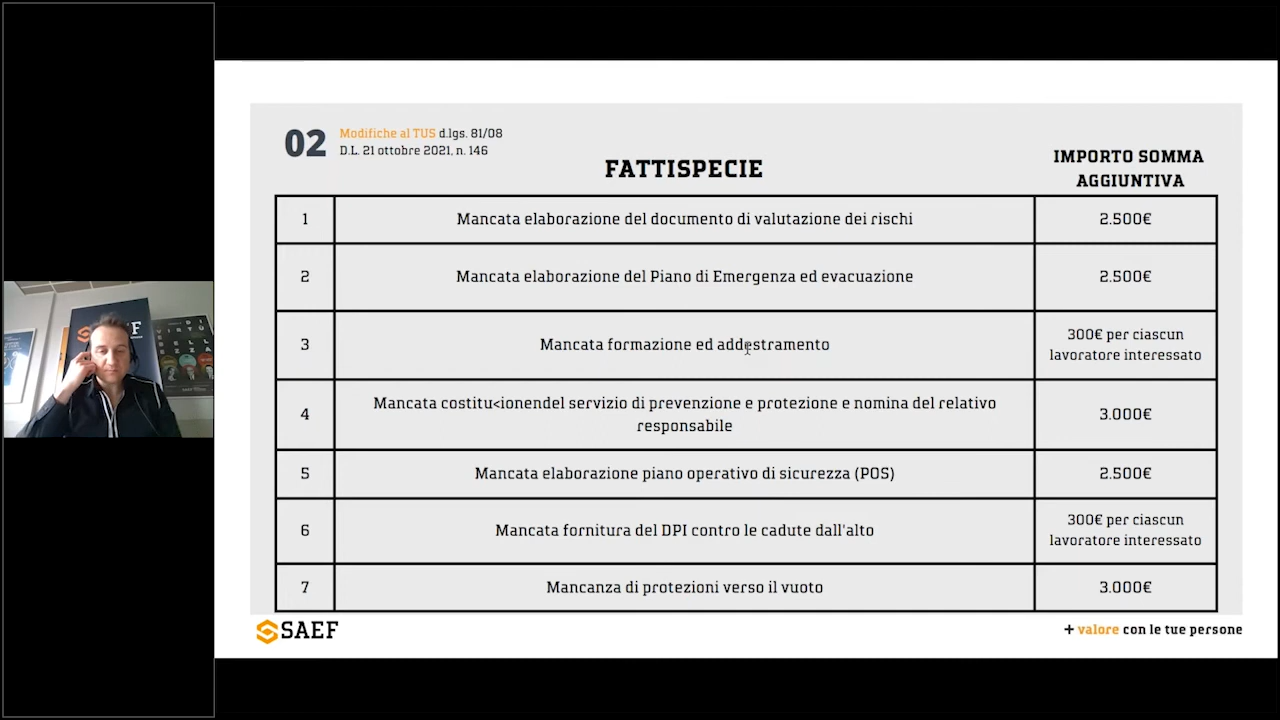 02
Modifiche al TUS d.lgs. 81/08
D.L. 21 ottobre 2021, n. 146
FATTISPECIE
IMPORTO SOMMA
AGGIUNTIVA
1
Mancata elaborazione del documento di valutazione dei rischi
2.500€
2
Mancata elaborazione del Piano di Emergenza ed evacuazione
2.500€
3
Mancata formazione ed addestramento
300€ per ciascun
lavoratore interessato
4
Mancata costitu<ionendel servizio di prevenzione e protezione e nomina del relativo
responsabile
3.000€
5
Mancata elaborazione piano operativo di sicurezza (POS)
2.500€
6
Mancata fornitura del DPI contro le cadute dall'alto
300€ per ciascun
lavoratore interessato
7
Mancanza di protezioni verso il vuoto
3.000€
SAEF
+ valore con le tue persone